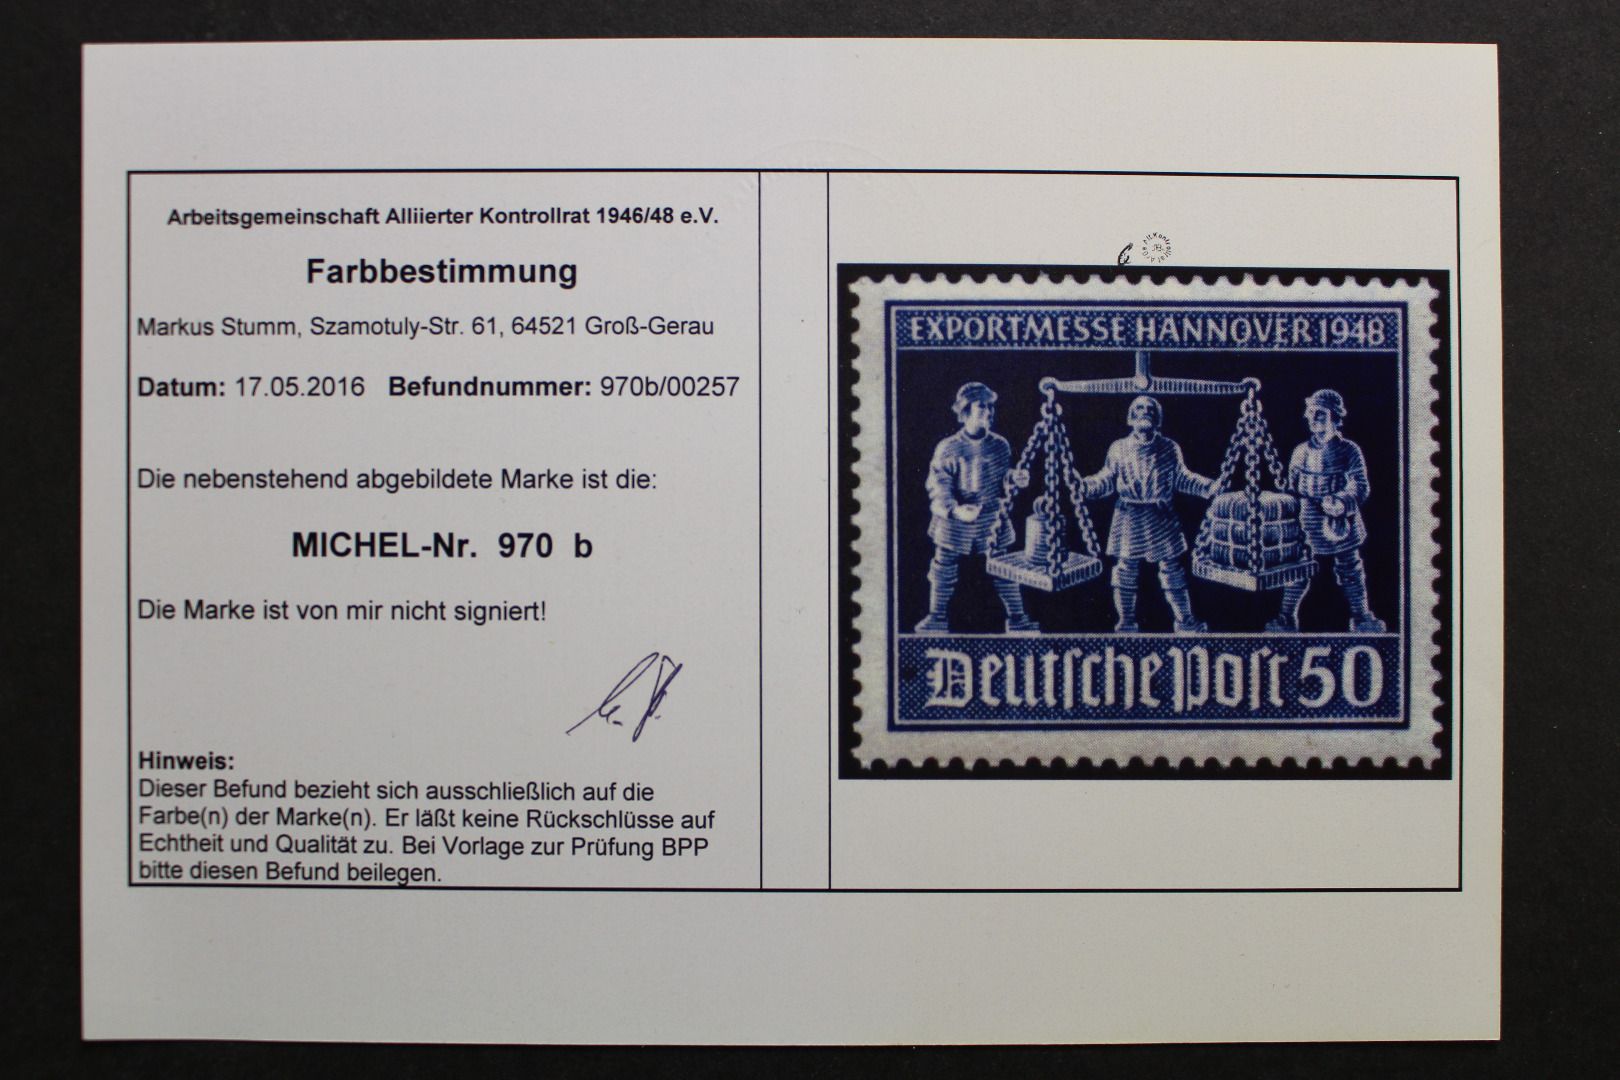 Arbeitsgemeinschaft Alliierter Kontrollrat 1946/48 e.V.
Farbbestimmung
Markus Stumm, Szamotuly-Str. 61, 64521 Groß-Gerau
Datum: 17.05.2016 Befundnummer: 970b/00257
Die nebenstehend abgebildete Marke ist die:
MICHEL-Nr. 970 b
Die Marke ist von mir nicht signiert!
Hinweis:
Dieser Befund bezieht sich ausschließlich auf die
Farbe(n) der Marke(n). Er läßt keine Rückschlüsse auf
Echtheit und Qualität zu. Bei Vorlage zur Prüfung BPP
bitte diesen Befund beilegen.
EXPORTMESSE HANNOVER 1948
Deutsche Post 50